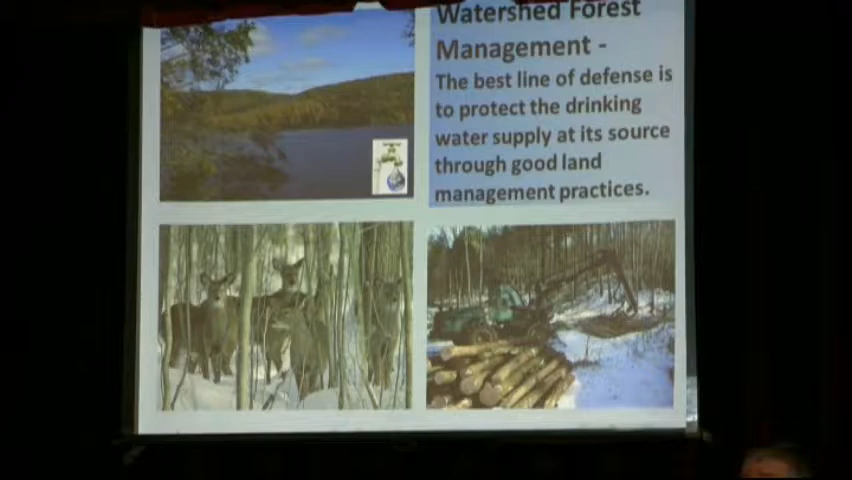 Watershed Forest
Management -
The best line of defense is
to protect the drinking
water supply at its source
through good land
management practices.